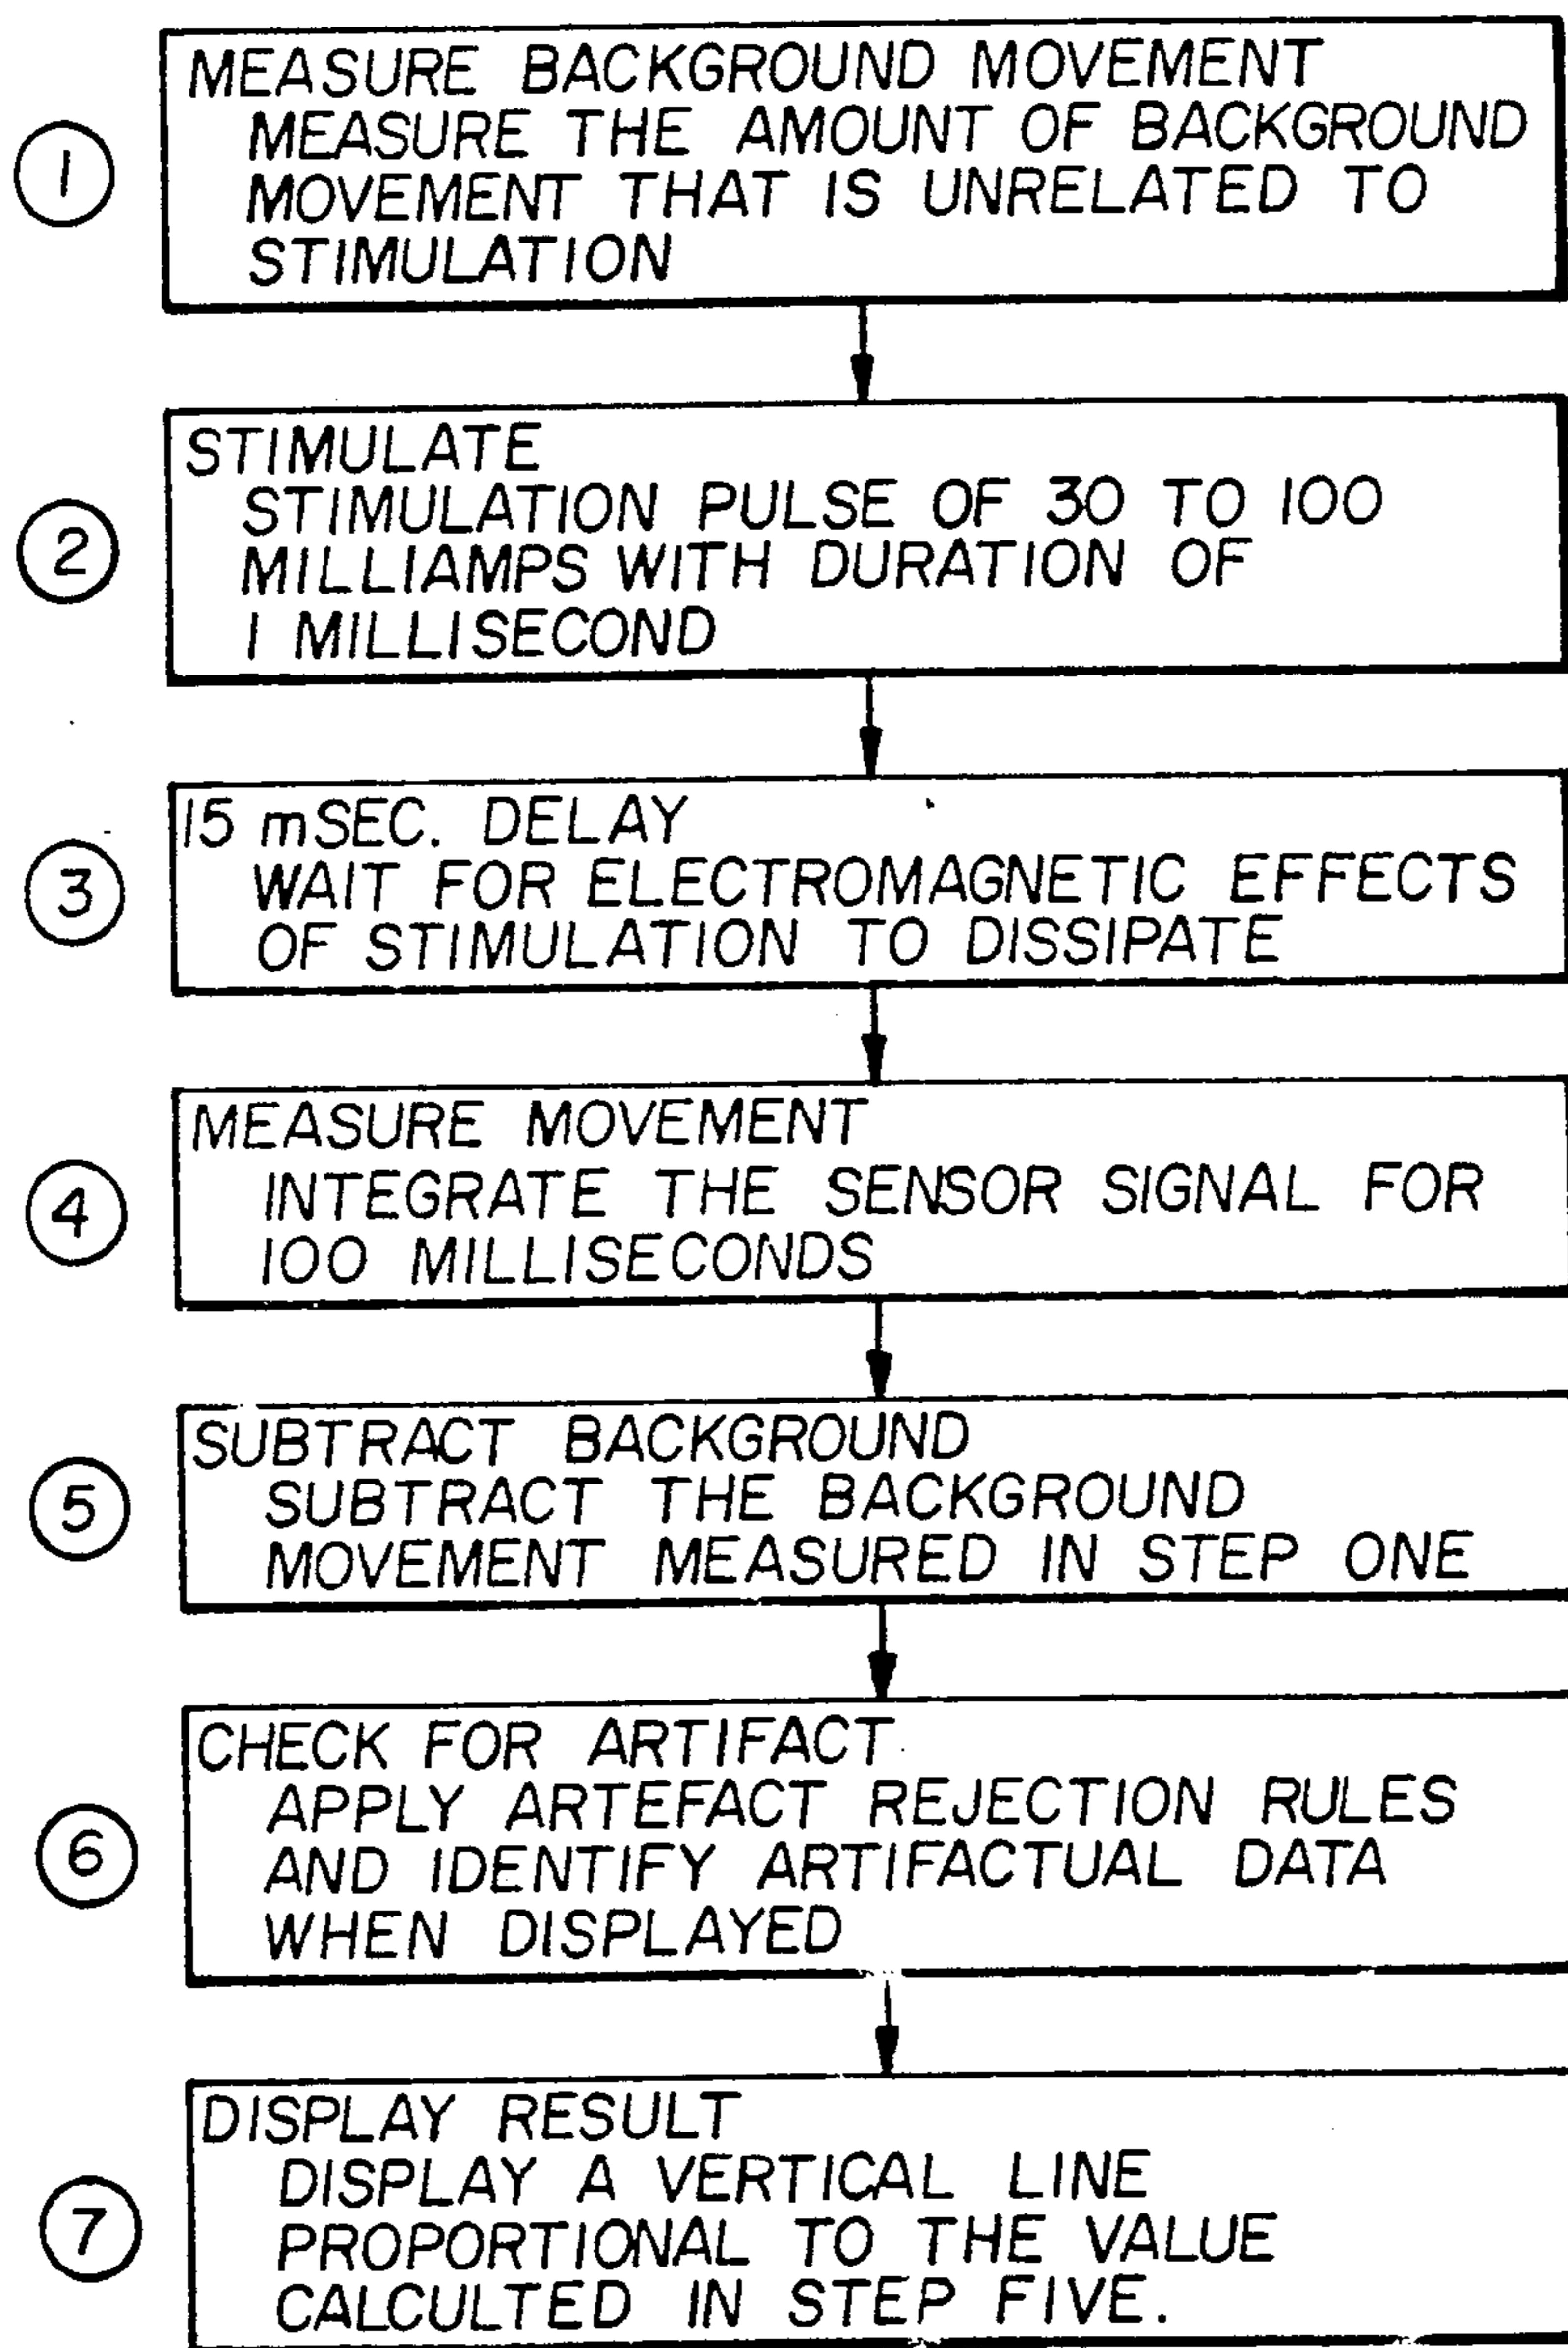 1
MEASURE BACKGROUND MOVEMENT
MEASURE THE AMOUNT OF BACKGROUND
MOVEMENT THAT IS UNRELATED TO
STIMULATION
2
STIMULATE
STIMULATION PULSE OF 30 TO 100
MILLIAMPS WITH DURATION OF
1 MILLISECOND
3
15 mSEC. DELAY
WAIT FOR ELECTROMAGNETIC EFFECTS
OF STIMULATION TO DISSIPATE
4
MEASURE MOVEMENT
INTEGRATE THE SENSOR SIGNAL FOR
100 MILLISECONDS
5
SUBTRACT BACKGROUND
SUBTRACT THE BACKGROUND
MOVEMENT MEASURED IN STEP ONE
6
CHECK FOR ARTIFACT
APPLY ARTEFACT REJECTION RULES
AND IDENTIFY ARTIFACTUAL DATA
WHEN DISPLAYED
7
DISPLAY RESULT
DISPLAY A VERTICAL LINE
PROPORTIONAL TO THE VALUE
CALCULTED IN STEP FIVE.